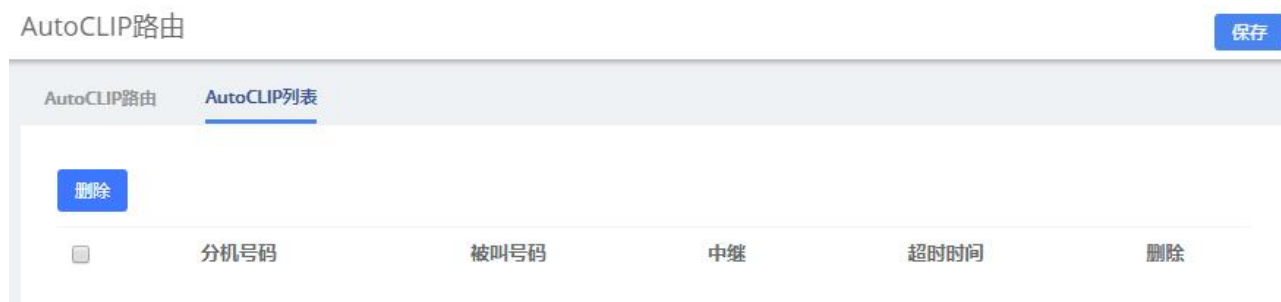 AutoCLIP路由
保存
AutoCLIP路由 AutoCLIP列表
删除
分机号码 被叫号码 中继 超时时间 删除